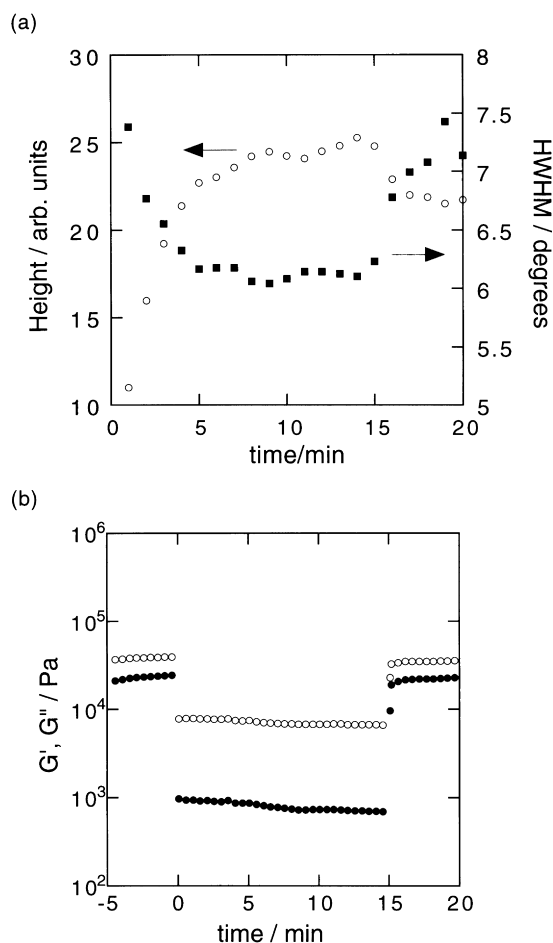 (a)
30
25
20
15
10
Height / arb. units
8
7.5
7
6.5
6
5.5
5
HWHM / degrees
0 5 10 15 20
time/min
(b)
10^6
10^5
10^4
10^3
10^2
G', G" / Pa
-5 0 5 10 15 20
time / min